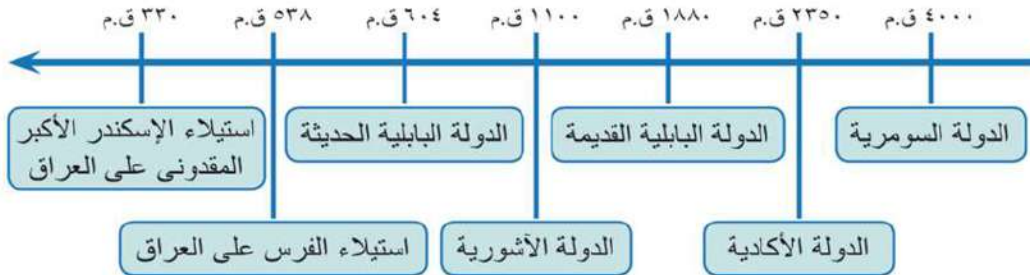 ٤٠٠٠ ق.م ٢٣٥٠ ق.م ١٨٨٠ ق.م ١١٠٠ ق.م ٦٠٤ ق.م ٥٣٨ ق.م ٣٣٠ ق.م
الدولة السومرية
الدولة البابلية القديمة
الدولة البابلية الحديثة
استيلاء الإسكندر الأكبر
المقدونى على العراق
الدولة الأكادية
الدولة الآشورية
استيلاء الفرس على العراق